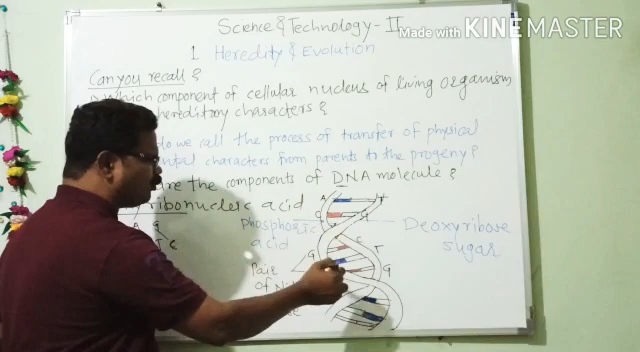 Science & Technology - II
Made with KINEMASTER
1 Heredity & Evolution
Can you recall ?
Which component of cellular nucleus of living organism
hereditary characters ?
do we call the process of transfer of physical
characters from parents to the progeny ?
are the components of DNA molecule ?
ribonucleic acid
A T
Phosphoric acid
Deoxyribose sugar
C G
A G
T C
C T
G G
Pair
of